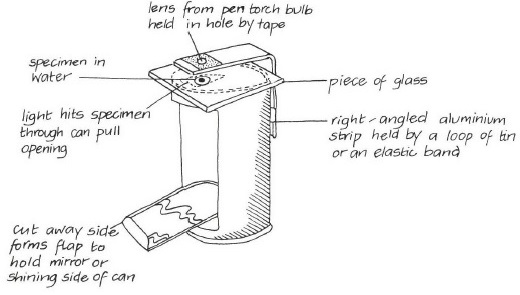 lens from pen torch bulb
held in hole by tape
specimen in
water
piece of glass
light hits specimen
through can pull
opening
right-angled aluminium
strip held by a loop of tin
or an elastic band
cut away side
forms flap to
hold mirror or
shining side of can